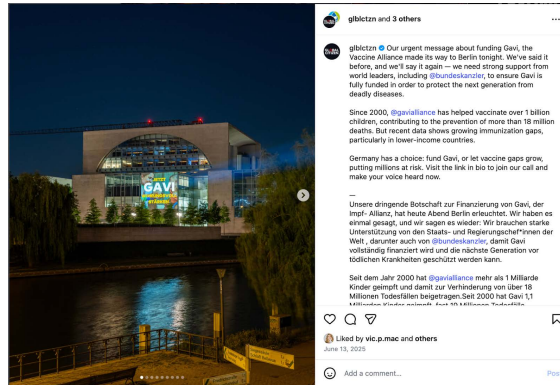 glblctzn and 3 others
glblctzn Our urgent message about funding Gavi, the
Vaccine Alliance made its way to Berlin tonight. We've said it
before, and we'll say it again — we need strong support from
world leaders, including @bundeskanzler, to ensure Gavi is
fully funded in order to protect the next generation from
deadly diseases.
Since 2000, @gavialliance has helped vaccinate over 1 billion
children, contributing to the prevention of more than 18 million
deaths. But recent data shows growing immunization gaps,
particularly in lower-income countries.
Germany has a choice: fund Gavi, or let vaccine gaps grow,
putting millions at risk. Visit the link in bio to join our call and
make your voice heard now.
—
Unsere dringende Botschaft zur Finanzierung von Gavi, der
Impf- Allianz, hat heute Abend Berlin erleuchtet. Wir haben es
einmal gesagt, und wir sagen es wieder: Wir brauchen starke
Unterstützung von den Staats- und Regierungschef*innen der
Welt , darunter auch von @bundeskanzler, damit Gavi
vollständig finanziert wird und die nächste Generation vor
tödlichen Krankheiten geschützt werden kann.
Seit dem Jahr 2000 hat @gavialliance mehr als 1 Milliarde
Kinder geimpft und damit zur Verhinderung von über 18
Millionen Todesfällen beigetragen.Seit 2000 hat Gavi 1,1
Milliarden Kinder geimpft, fast 19 Millionen Todesfälle
Liked by vic.p.mac and others
June 13, 2025
Add a comment...
Pos
JETZT
GAVI
STÄRKEN